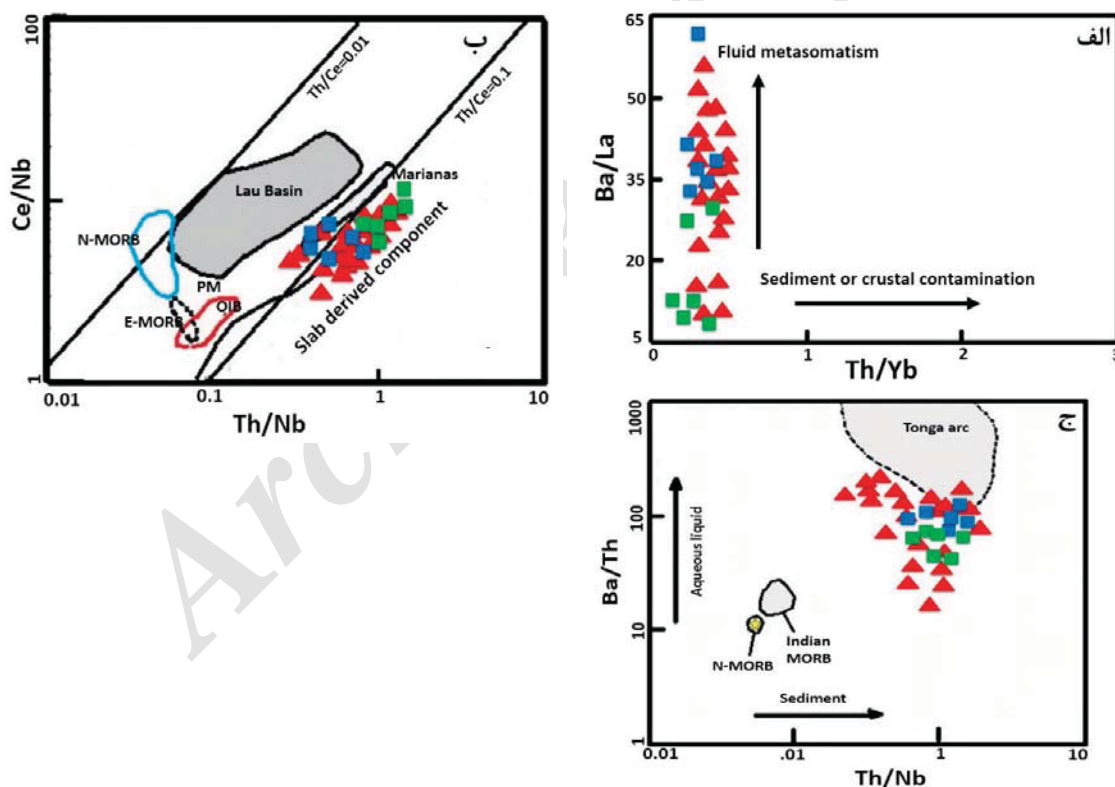 الف
65
50
35
20
5
Ba/La
Fluid metasomatism
Sediment or crustal contamination
0
1
2
3
Th/Yb
ب
100
1
Ce/Nb
Th/Ce=0.01
Th/Ce=0.1
Marianas
Lau Basin
N-MORB
PM
OIB
E-MORB
Slab derived component
0.01
0.1
1
10
Th/Nb
ج
1000
100
10
1
Ba/Th
Tonga arc
Aqueous liquid
Indian
MORB
N-MORB
Sediment
0.01
.01
1
10
Th/Nb